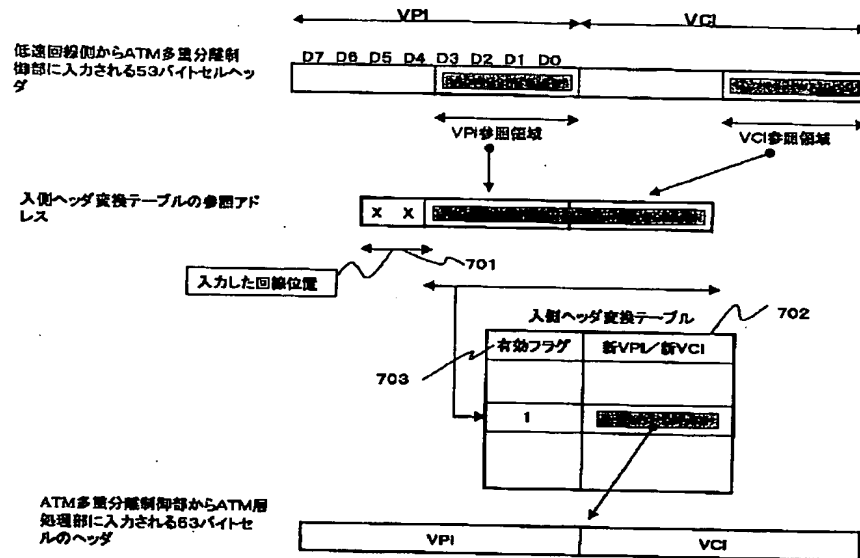 VPI
VCI
低速回線側からATM多重分離制
御部に入力される53バイトセルヘッ
ダ
D7 D6 D5 D4 D3 D2 D1 D0
VPI参照領域
VCI参照領域
入側ヘッダ変換テーブルの参照アド
レス
X X
701
入力した回線位置
入側ヘッダ変換テーブル
702
有効フラグ
新VPI/新VCI
703
1
ATM多重分離制御部からATM層
処理部に入力される53バイトセ
ルのヘッダ
VPI
VCI